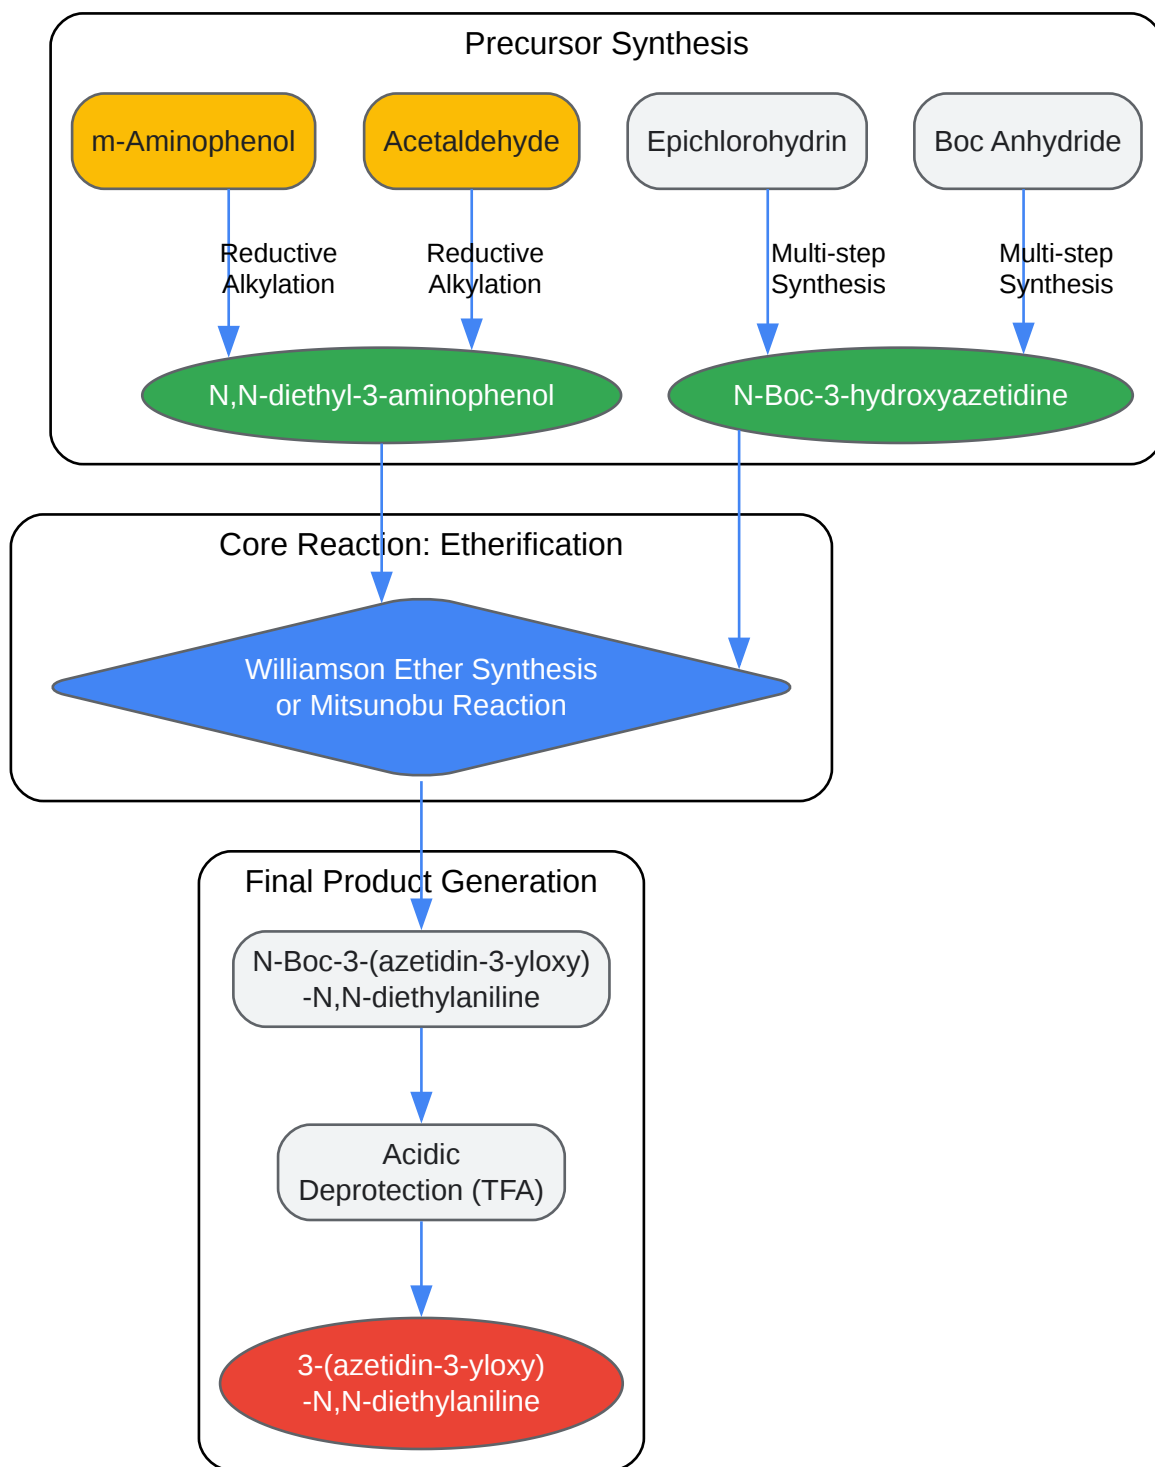 Precursor Synthesis
m-Aminophenol
Acetaldehyde
Epichlorohydrin
Boc Anhydride
Reductive
Alkylation
Reductive
Alkylation
Multi-step
Synthesis
Multi-step
Synthesis
N,N-diethyl-3-aminophenol
N-Boc-3-hydroxyazetidine
Core Reaction: Etherification
Williamson Ether Synthesis
or Mitsunobu Reaction
Final Product Generation
N-Boc-3-(azetidin-3-yloxy)
-N,N-diethylaniline
Acidic
Deprotection (TFA)
3-(azetidin-3-yloxy)
-N,N-diethylaniline